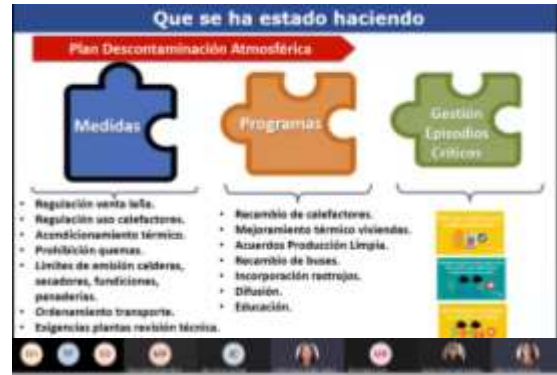 Que se ha estado haciendo
Plan Descontaminación Atmosférica
Medidas
Programas
Gestión
Episodios
Críticos
• Regulación venta leña.
• Regulación uso calefactores.
• Acondicionamiento térmico.
• Prohibición quemas.
• Limites de emisión calderas,
secadores, fundiciones,
panaderías.
• Ordenamiento transporte.
• Exigencias plantas revisión técnica.
• Recambio de calefactores.
• Mejoramiento térmico viviendas.
• Acuerdos Producción Limpia.
• Recambio de buses.
• Incorporación rastrojos.
• Difusión.
• Educación.